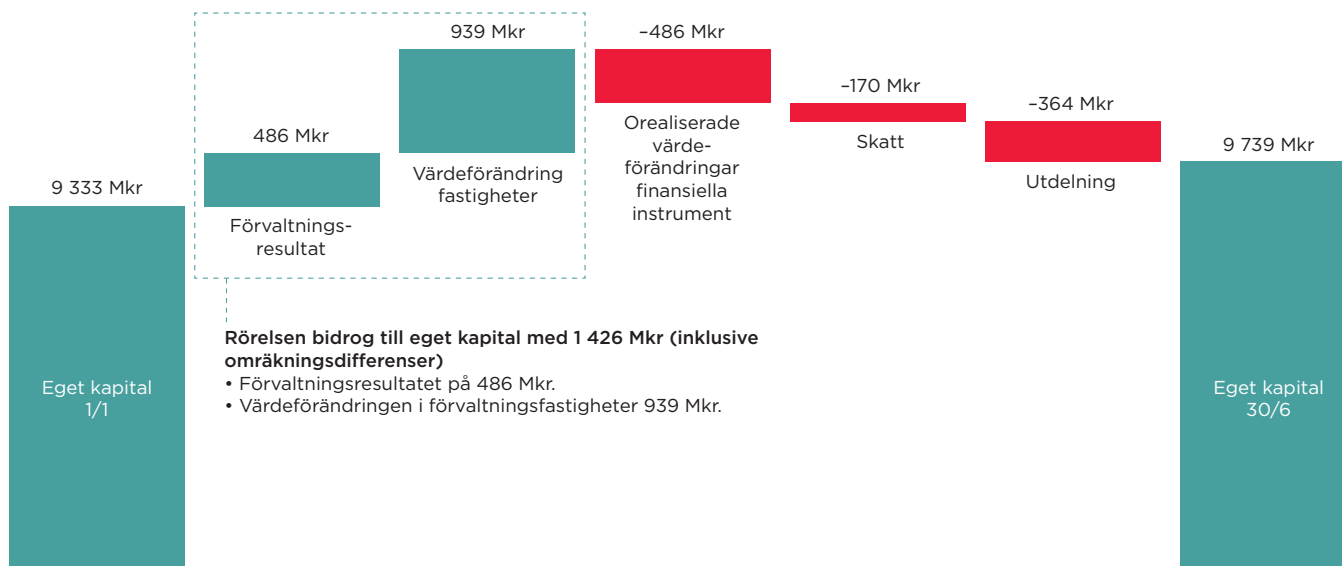 9 333 Mkr
Eget kapital
1/1
486 Mkr
Förvaltnings-
resultat
939 Mkr
Värdeförändring
fastigheter
–486 Mkr
Orealiserade
värde-
förändringar
finansiella
instrument
–170 Mkr
Skatt
–364 Mkr
Utdelning
9 739 Mkr
Eget kapital
30/6
Rörelsen bidrog till eget kapital med 1 426 Mkr (inklusive
omräkningsdifferenser)
• Förvaltningsresultatet på 486 Mkr.
• Värdeförändringen i förvaltningsfastigheter 939 Mkr.